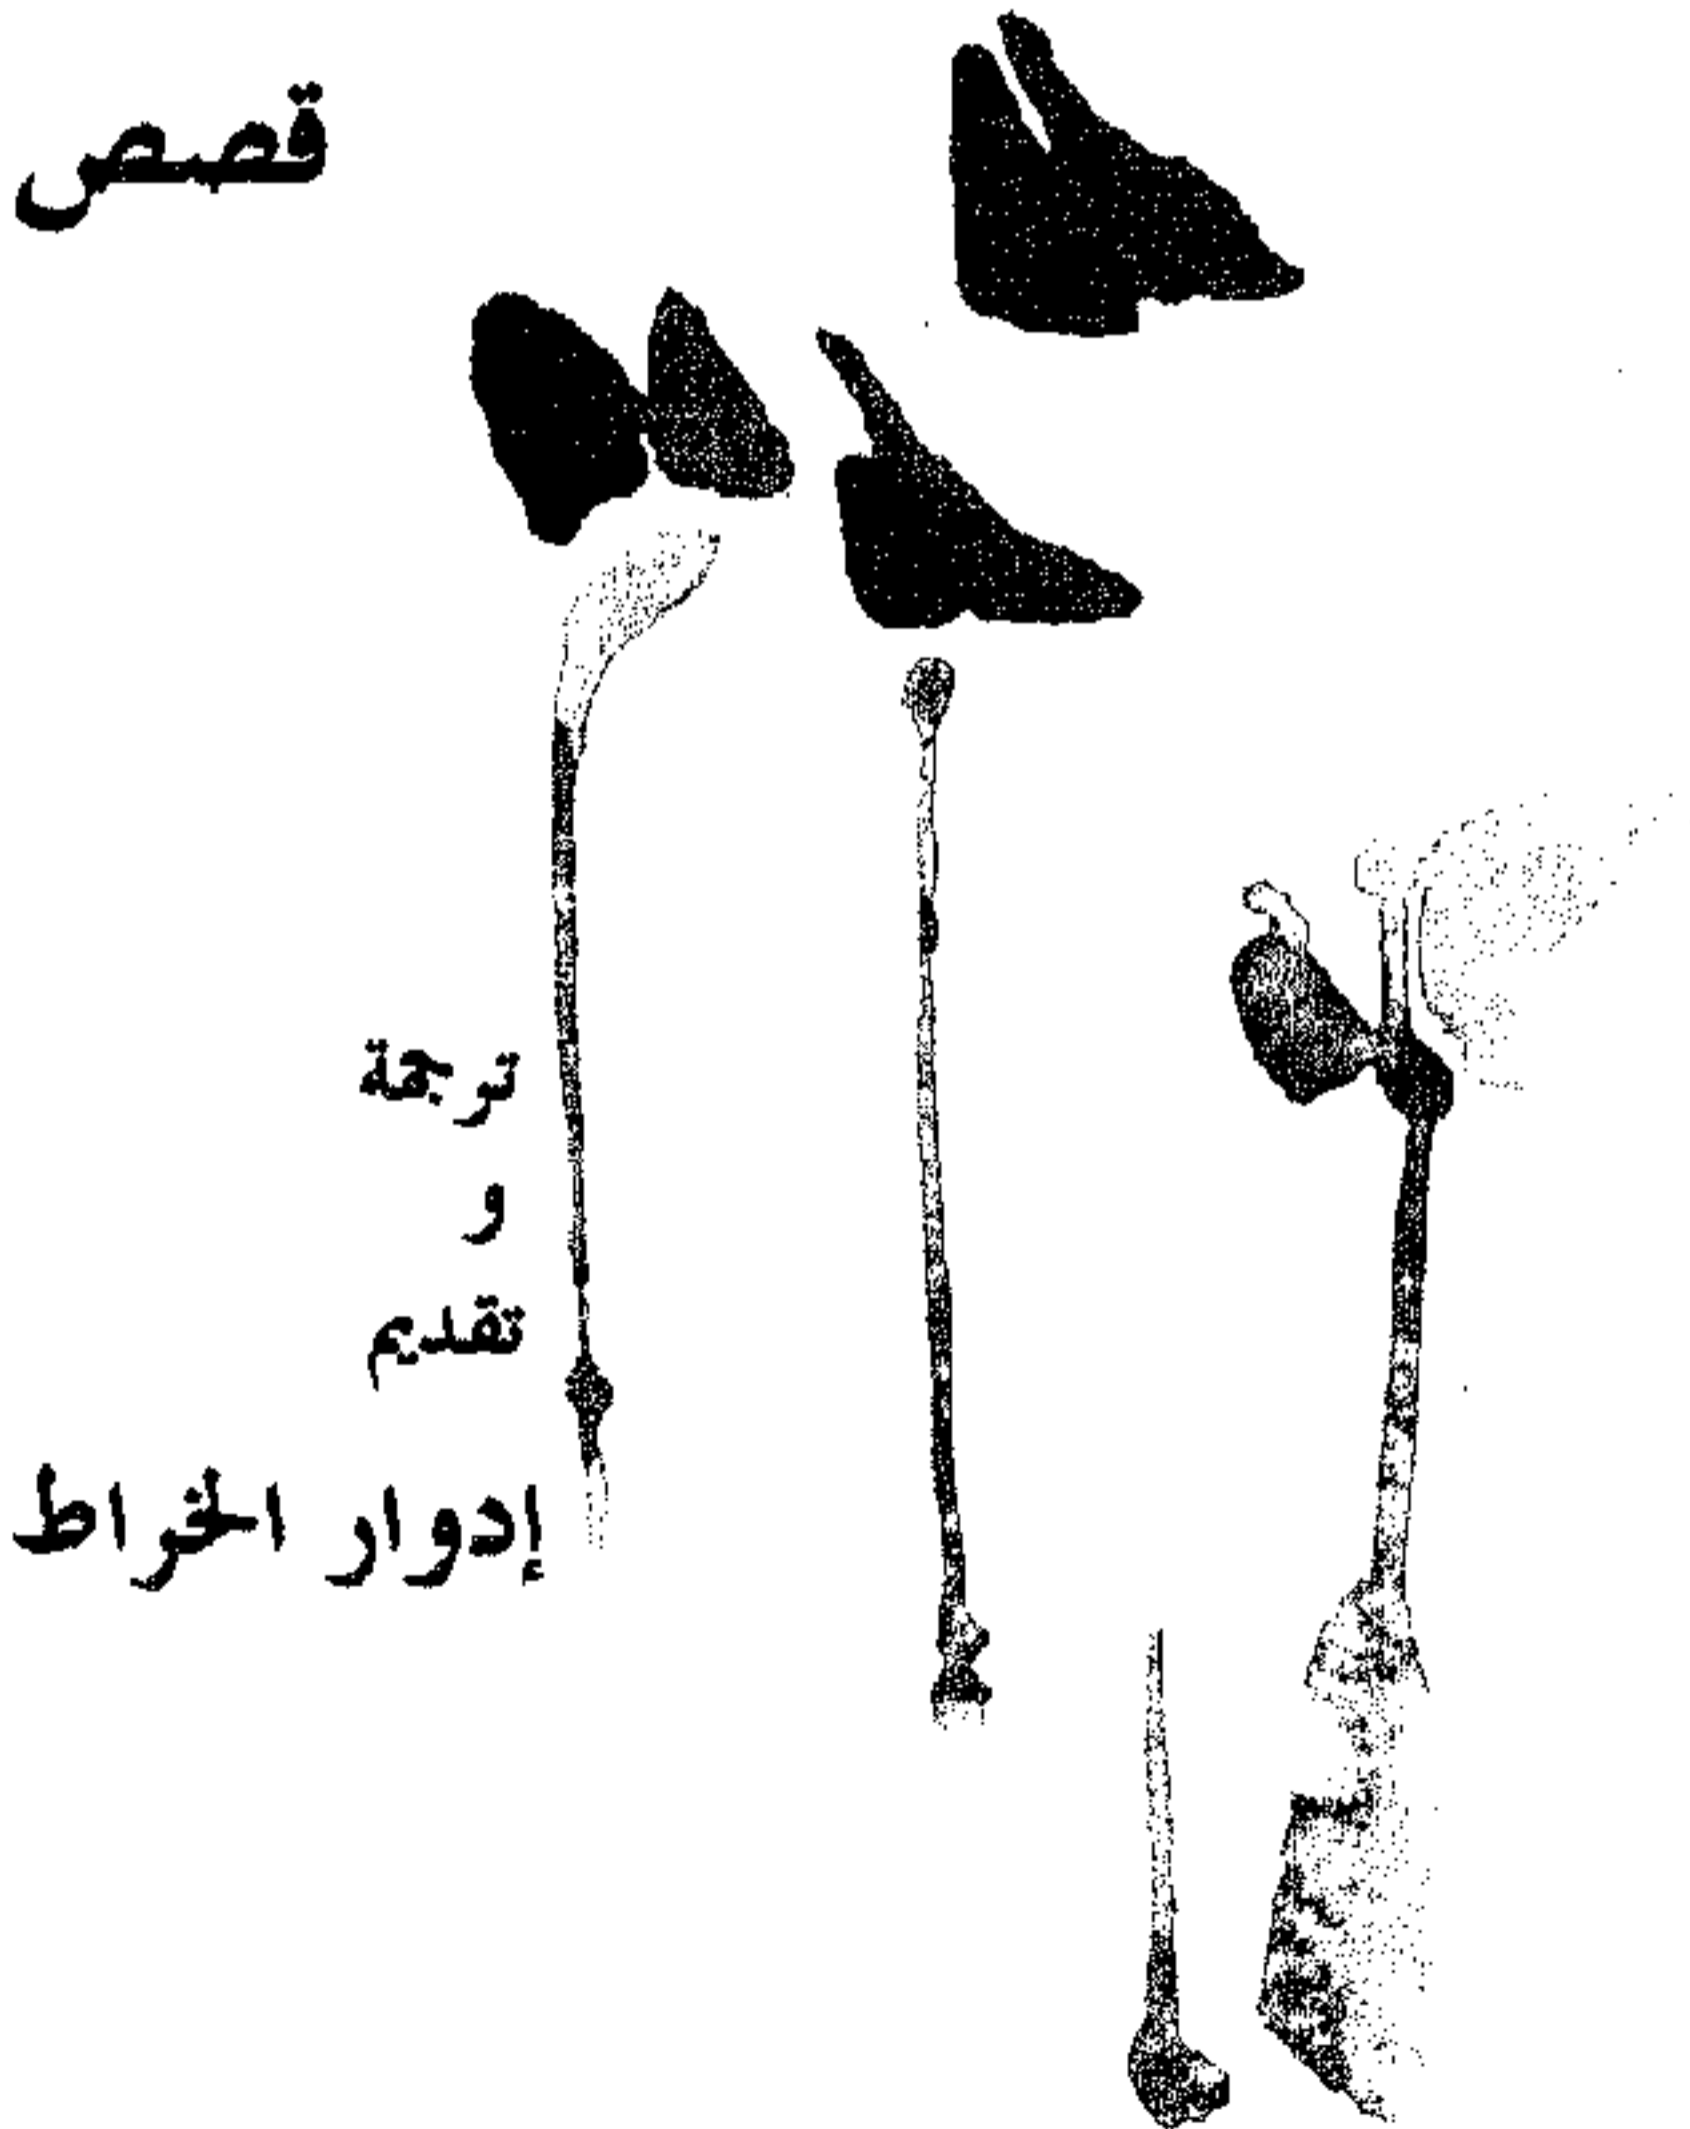 قصص
ترجمة
و
تقديم
إدوار الخراط